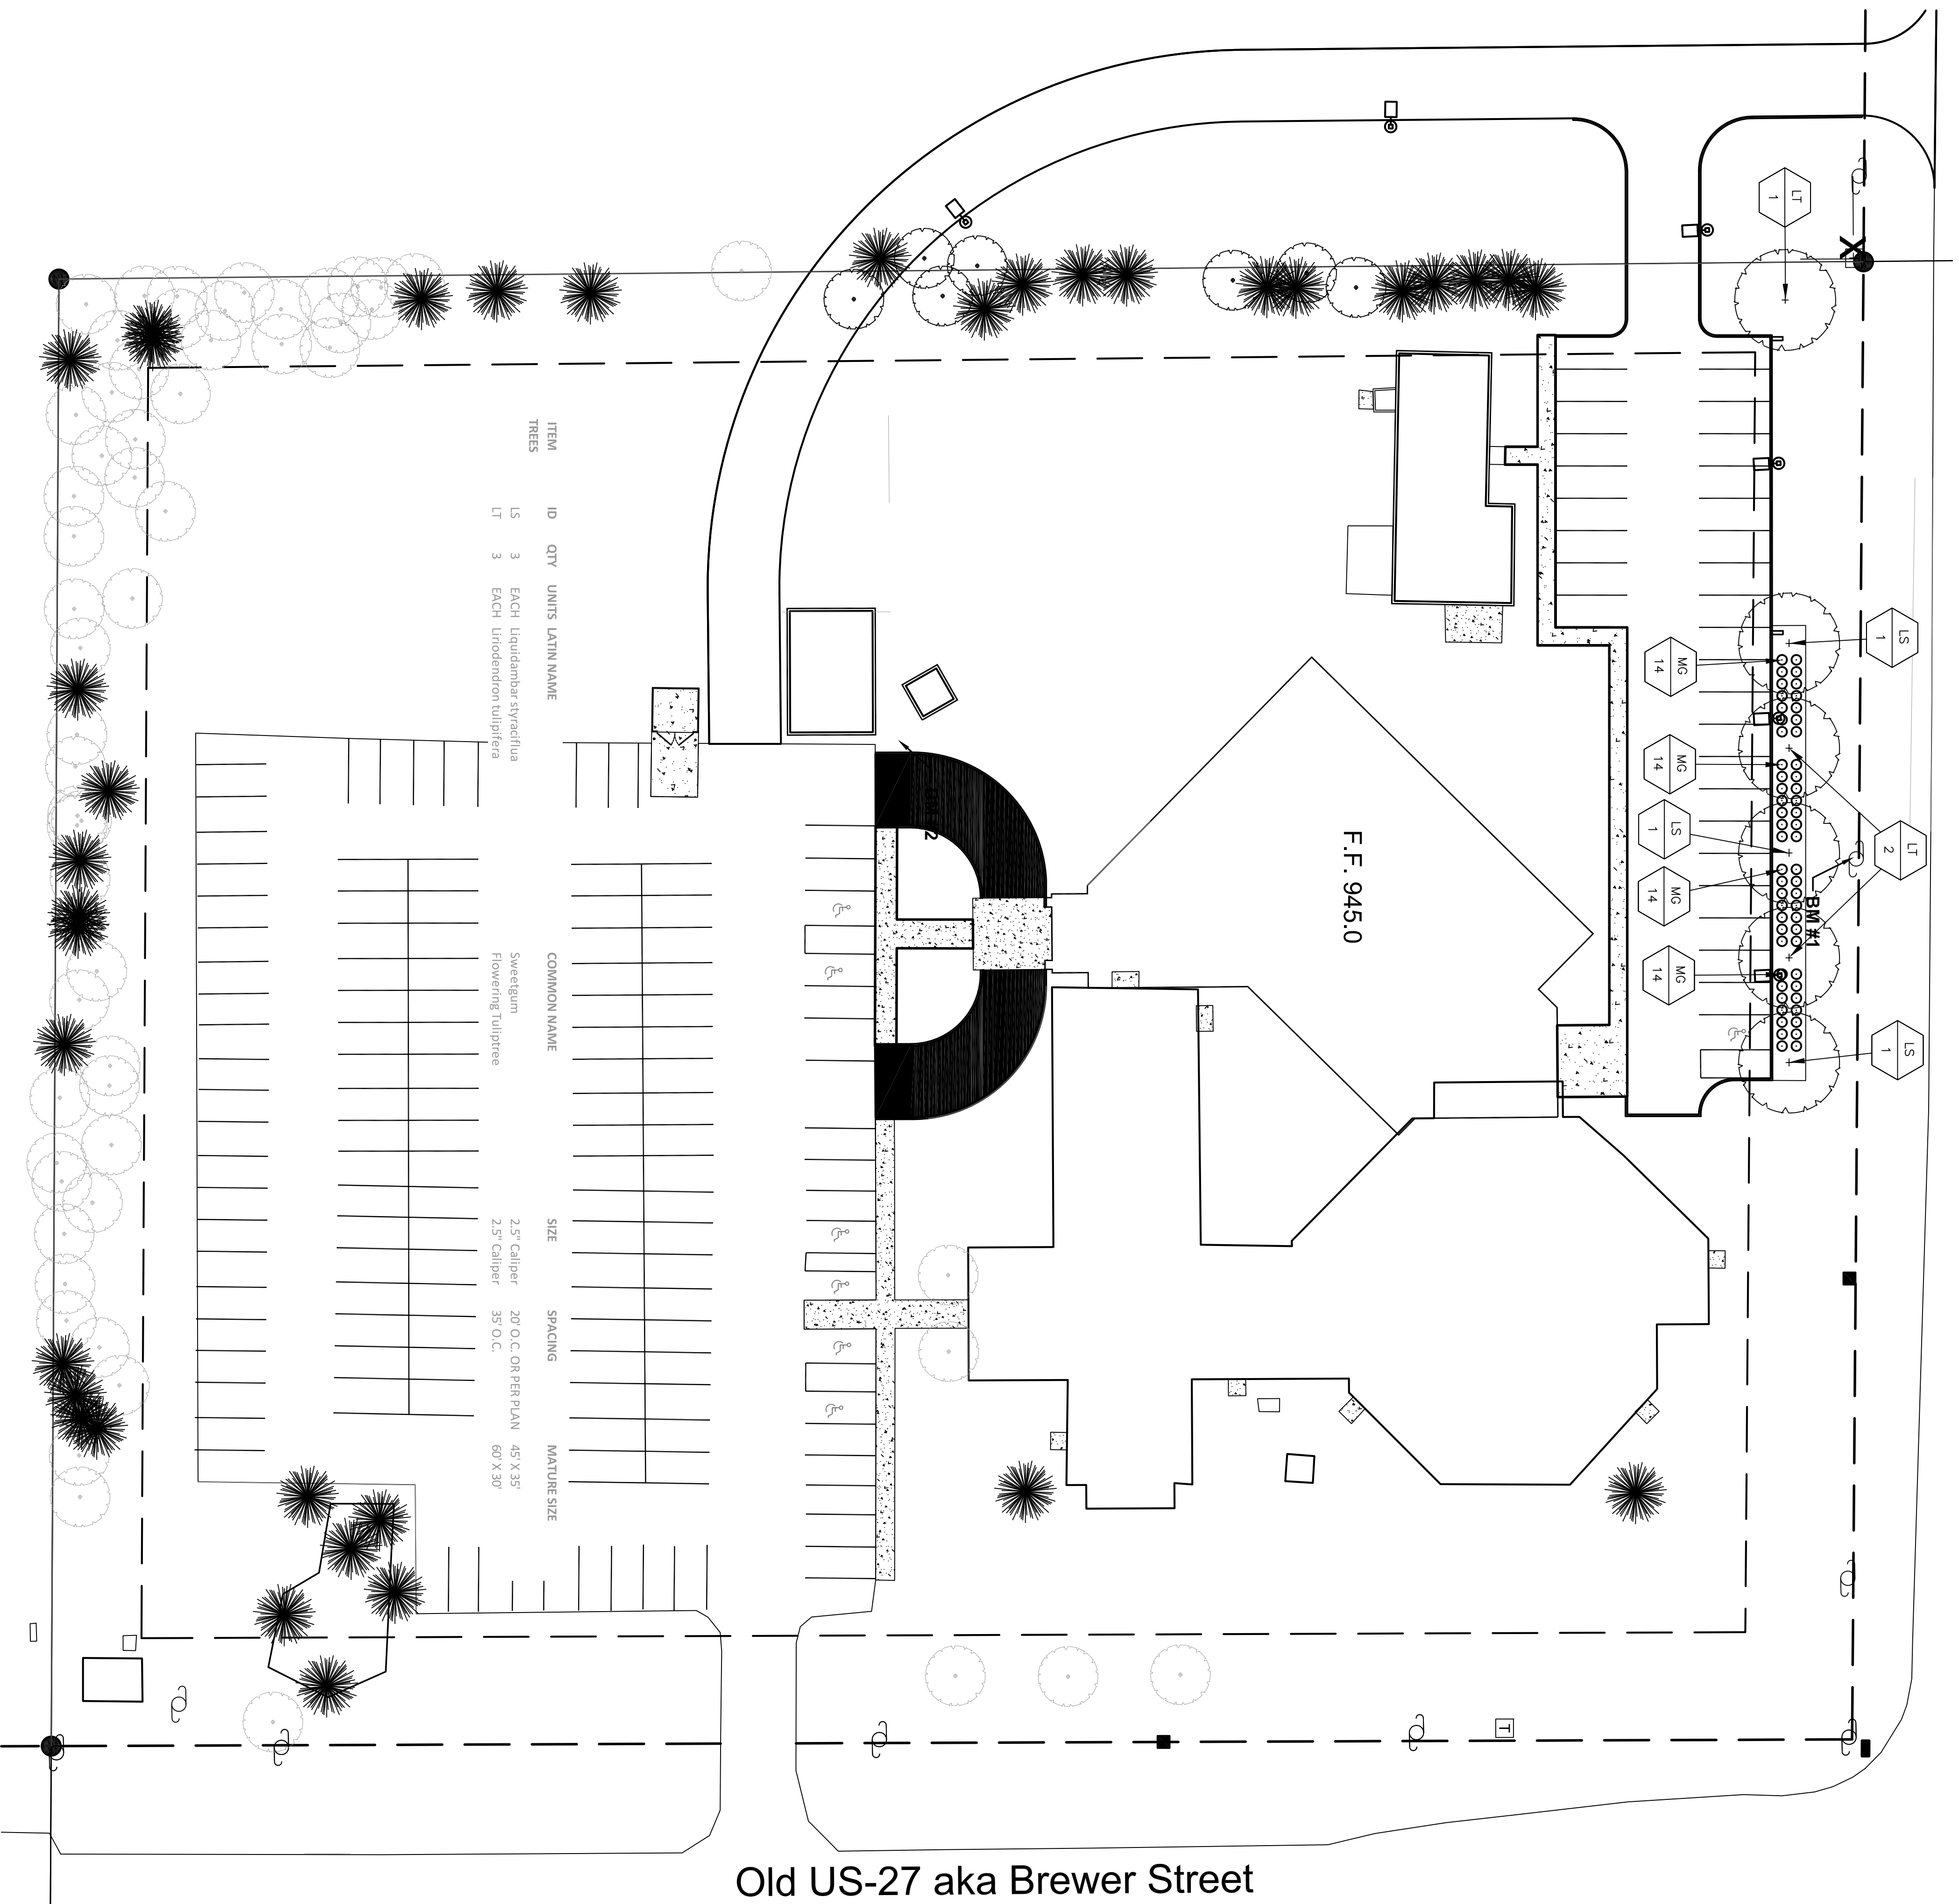 ITEM ID QTY UNITS LATIN NAME COMMON NAME SIZE SPACING MATURE SIZE
TREES
LS 3 EACH Liquidambar styraciflua Sweetgum 2.5" Caliper 20' O.C. OR PER PLAN 45' X 35'
LT 3 EACH Liriodendron tulipifera Flowering Tuliptree 2.5" Caliper 35' O.C. 60' X 30'
LT
1
X
LS
1
MG
14
MG
14
LS
1
LT
2
MG
14
BM #1
MG
14
LS
1
F.F. 945.0
T
Old US-27 aka Brewer Street